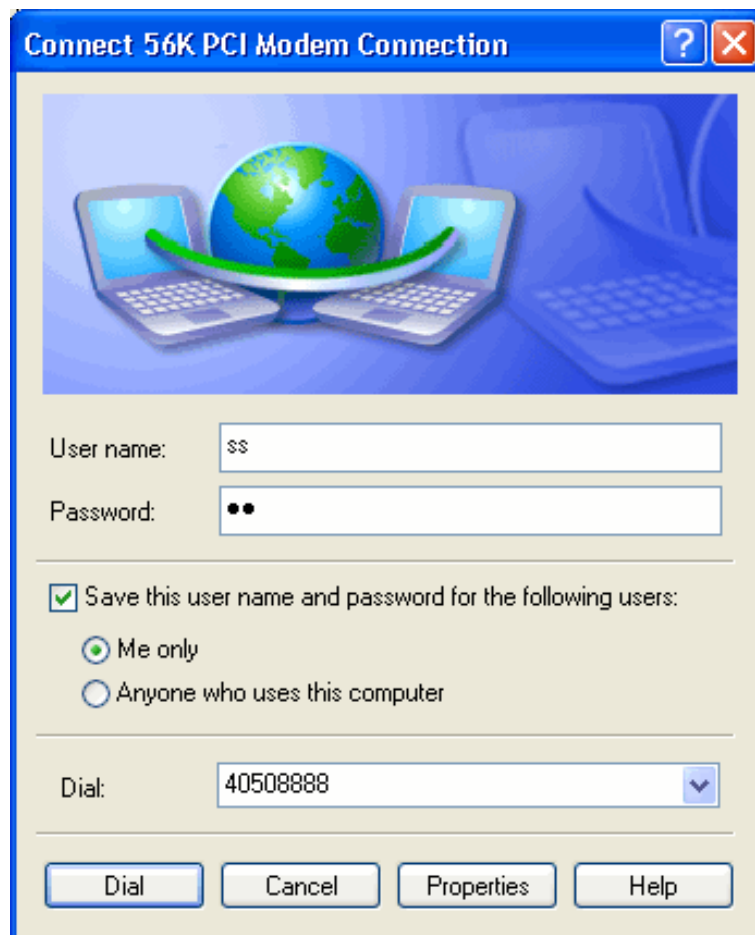 Connect 56K PCI Modem Connection
User name: ss
Password: ●●
Save this user name and password for the following users:
Me only
Anyone who uses this computer
Dial: 40508888
Dial Cancel Properties Help